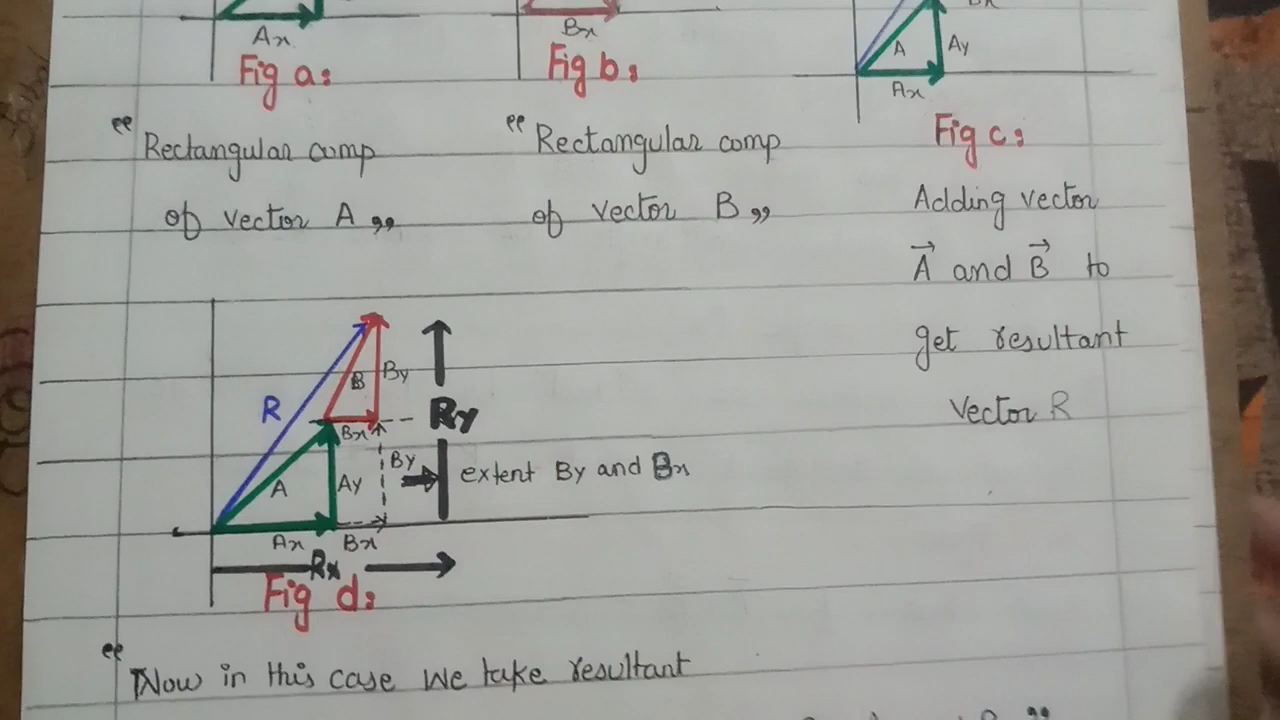 Ax
Fig a:
Bx
Fig b:
A
Ay
Ax
Fig c:
"Rectangular comp
of vector A"
"Rectangular comp
of vector B"
Adding vector
A⃗ and B⃗ to
get resultant
Vector R
R
B
By
Ry
Bx
By
extent By and Bx
A
Ay
Ax
Bx
Rx
Fig d:
"Now in this case we take resultant